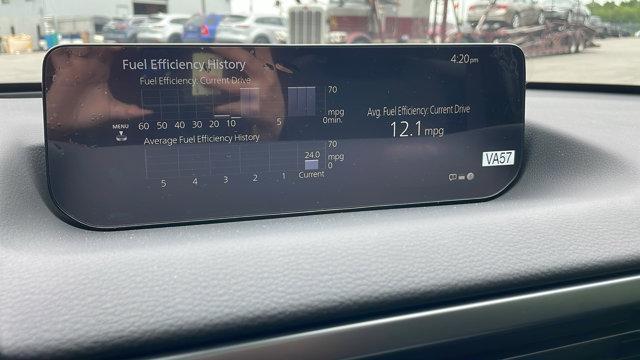 Fuel Efficiency History
4:20pm
Fuel Efficiency: Current Drive
70
mpg
0min.
MENU
60 50 40 30 20 10 5
Avg. Fuel Efficiency: Current Drive
12.1 mpg
Average Fuel Efficiency History
70
mpg
0
24.0
5 4 3 2 1 Current
VA57